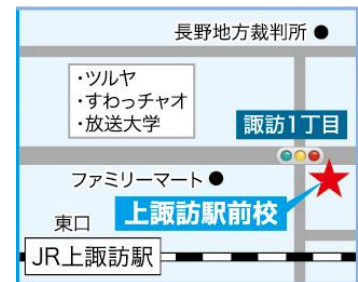 長野地方裁判所
・ツルヤ
・すわっチャオ
・放送大学
諏訪1丁目
ファミリーマート
上諏訪駅前校
東口
JR上諏訪駅